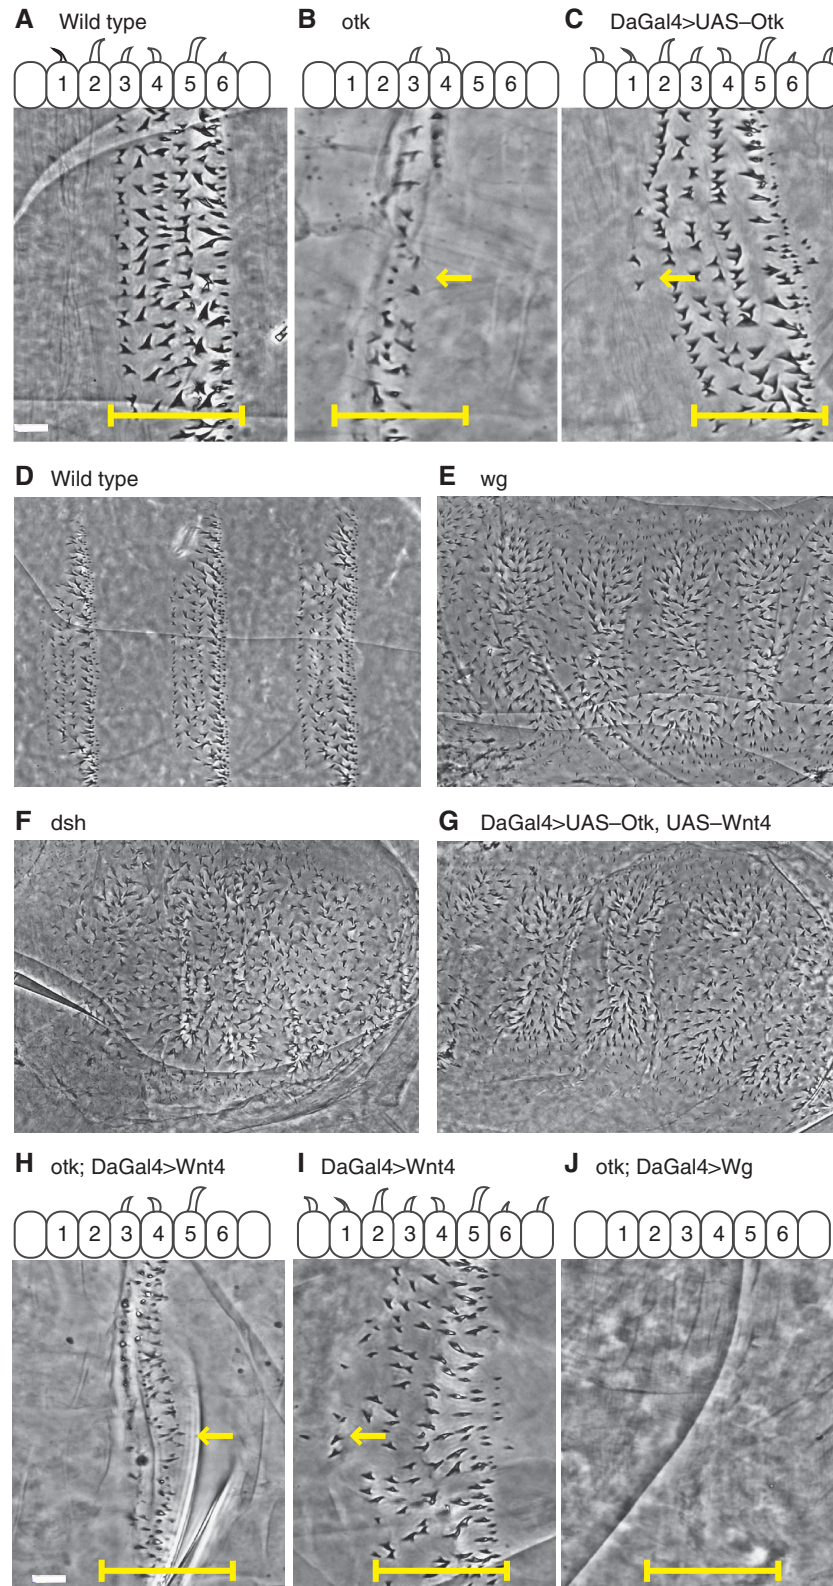 A Wild type
B otk
C DaGal4>UAS–Otk
1 2 3 4 5 6
1 2 3 4 5 6
1 2 3 4 5 6
D Wild type
E wg
F dsh
G DaGal4>UAS–Otk, UAS–Wnt4
H otk; DaGal4>Wnt4
I DaGal4>Wnt4
J otk; DaGal4>Wg
1 2 3 4 5 6
1 2 3 4 5 6
1 2 3 4 5 6